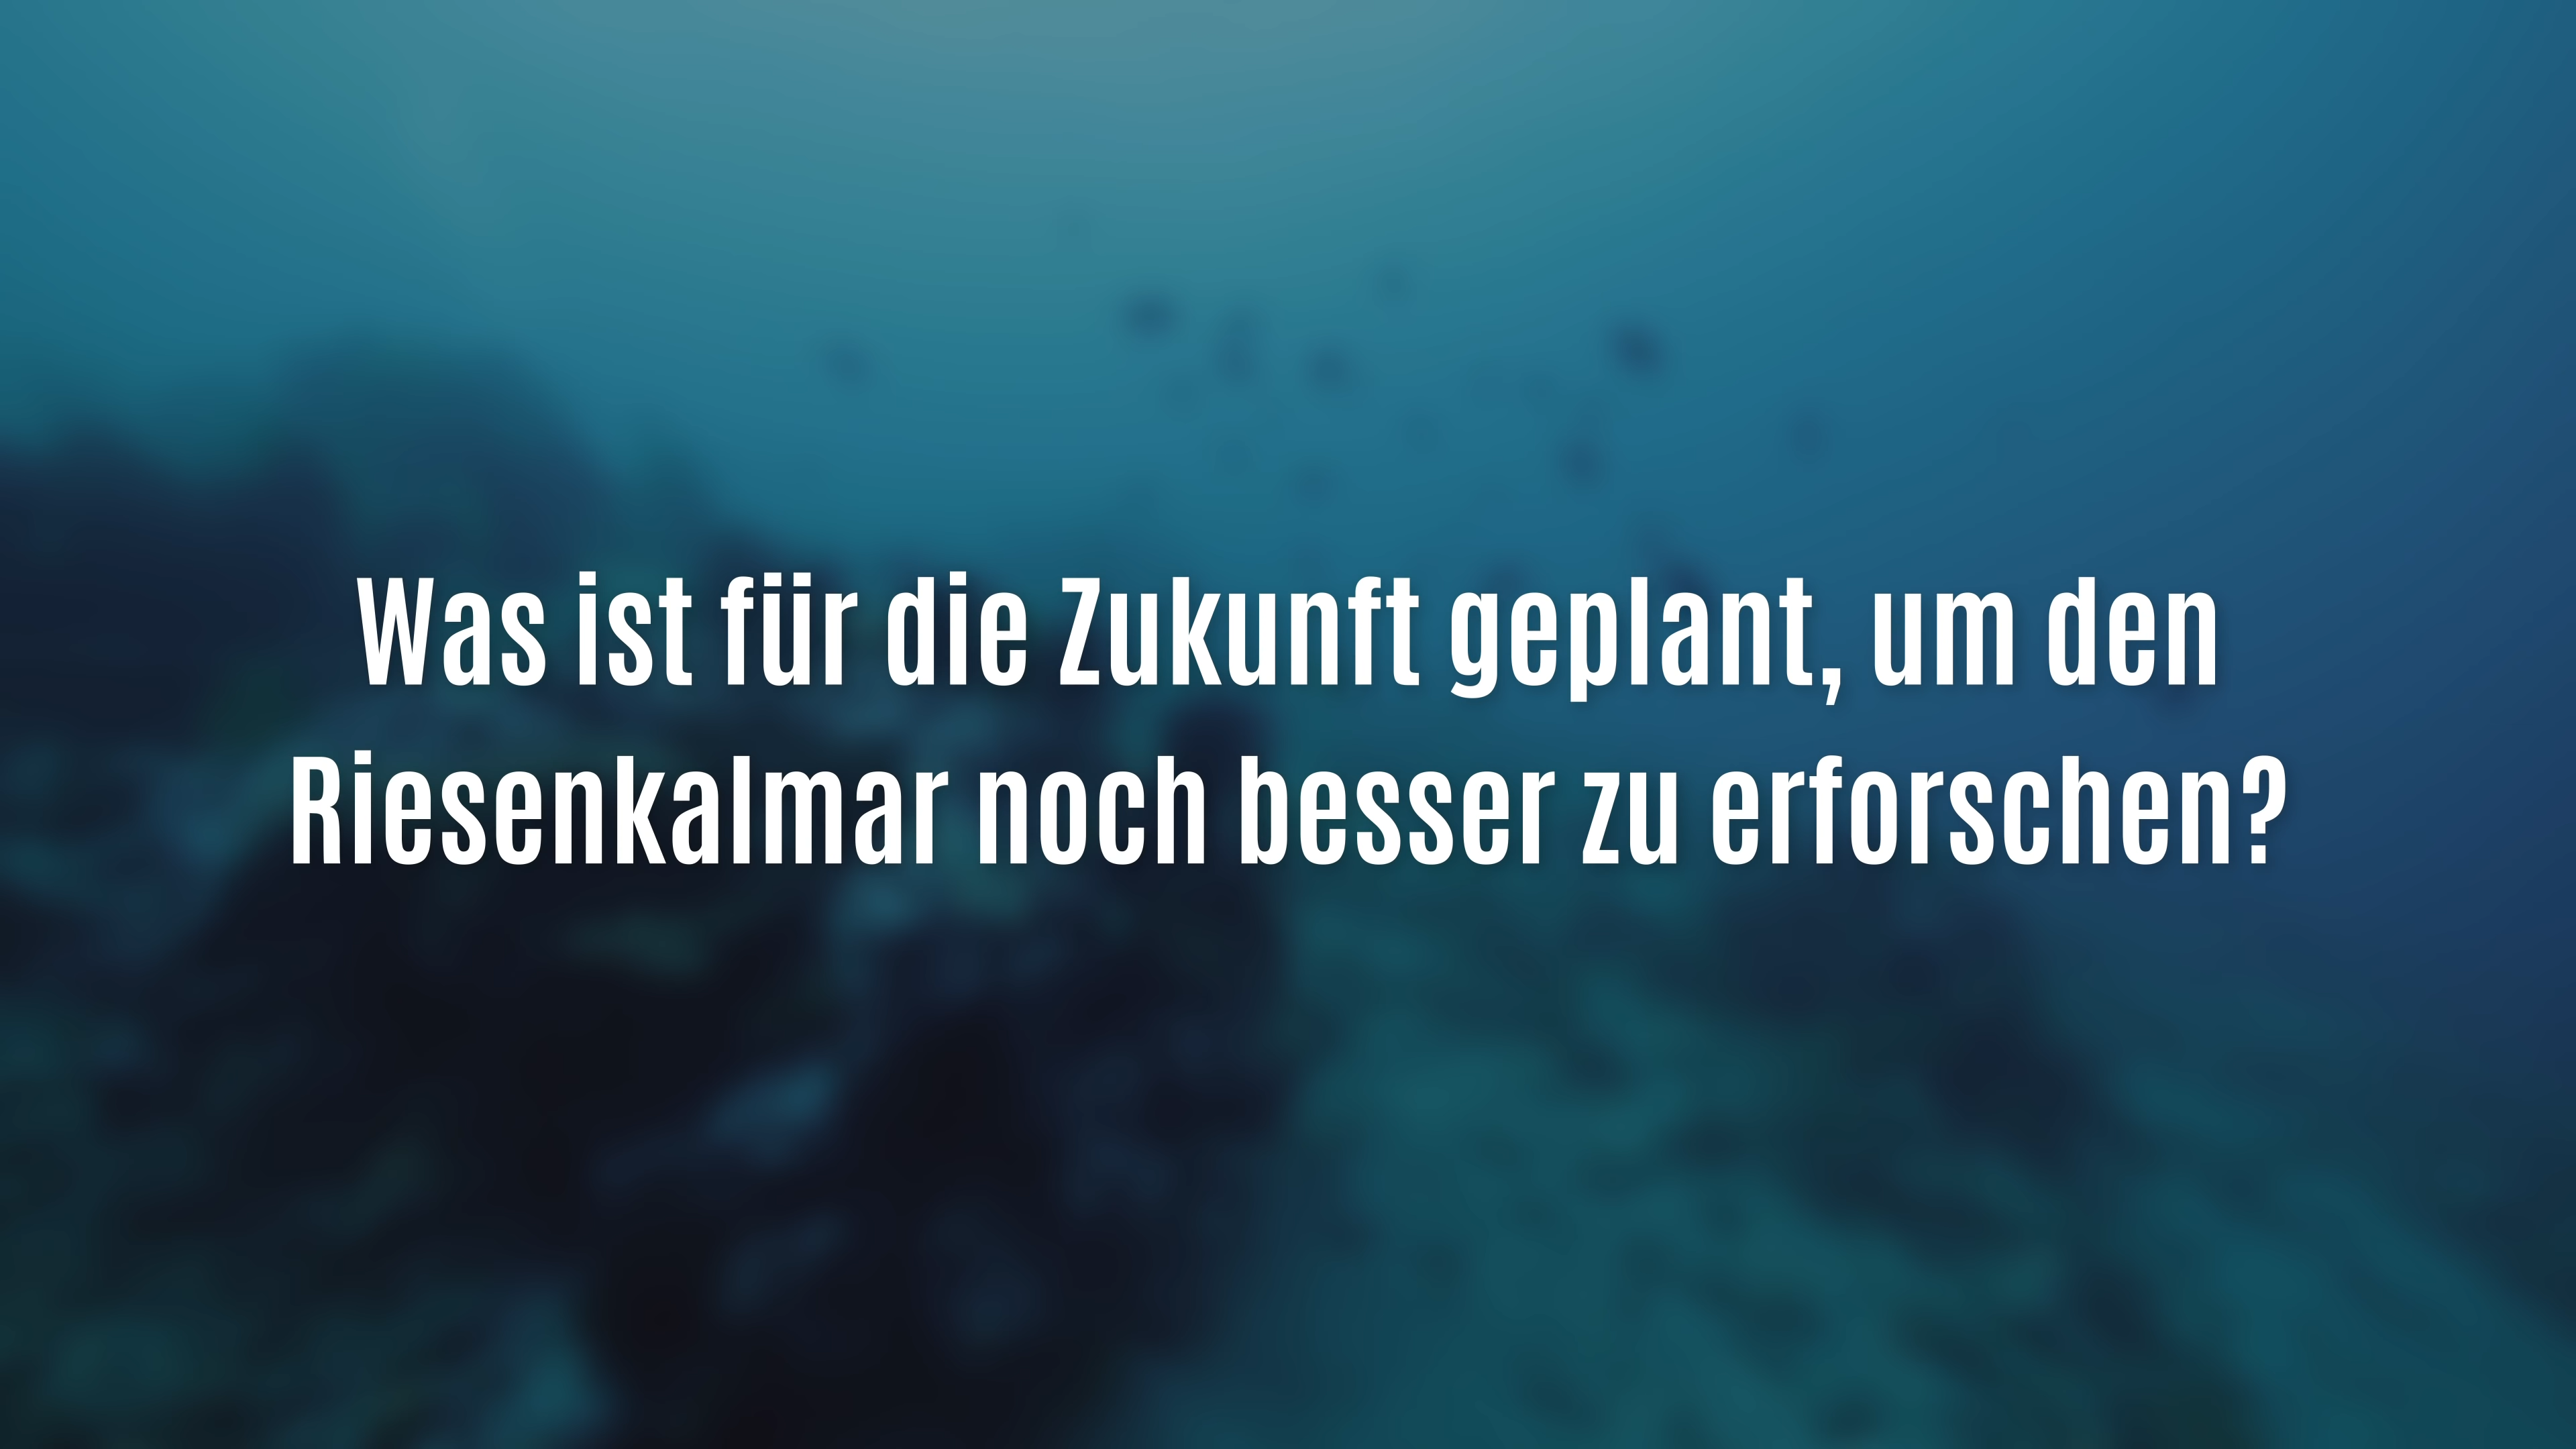 Was ist für die Zukunft geplant, um den
Riesenkalmar noch besser zu erforschen?